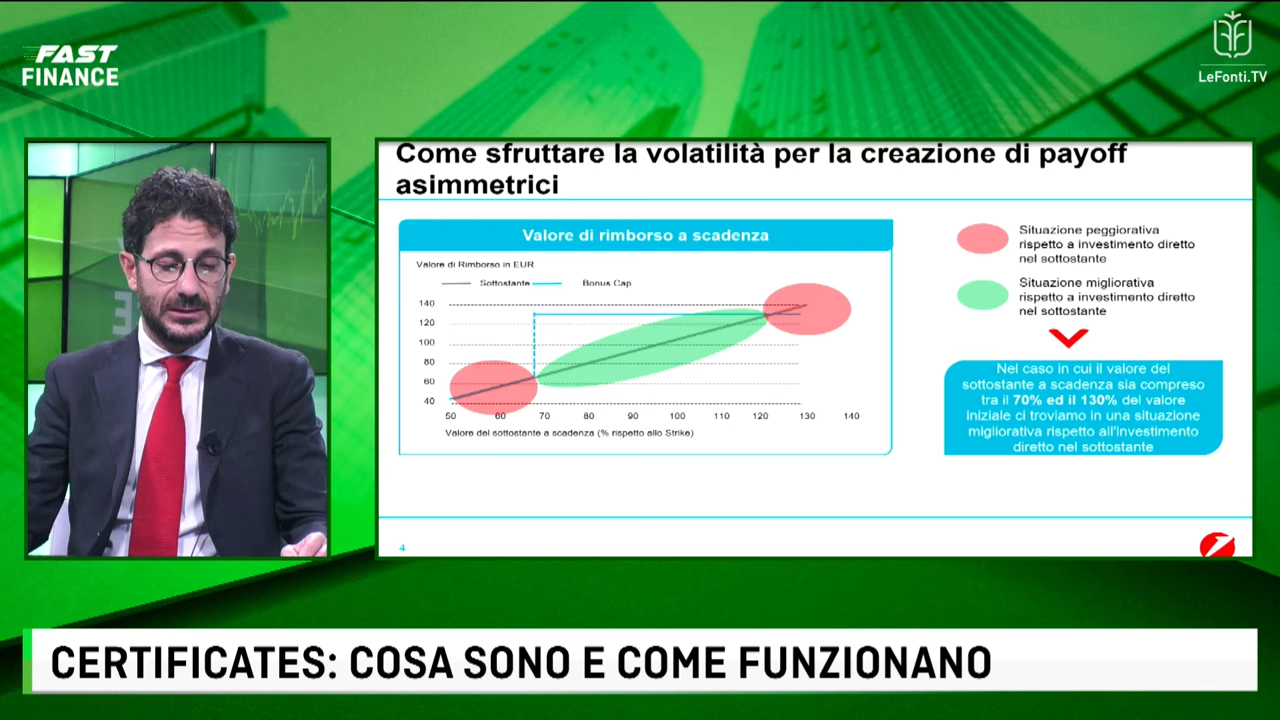 FAST
FINANCE
LeFonti.TV
Come sfruttare la volatilità per la creazione di payoff
asimmetrici
Valore di rimborso a scadenza
Valore di Rimborso in EUR
Sottostante
Bonus Cap
140
120
100
80
60
40
50 60 70 80 90 100 110 120 130 140
Valore del sottostante a scadenza (% rispetto allo Strike)
Situazione peggiorativa
rispetto a investimento diretto
nel sottostante
Situazione migliorativa
rispetto a investimento diretto
nel sottostante
Nel caso in cui il valore del
sottostante a scadenza sia compreso
tra il 70% ed il 130% del valore
iniziale ci troviamo in una situazione
migliorativa rispetto all'investimento
diretto nel sottostante
4
CERTIFICATES: COSA SONO E COME FUNZIONANO